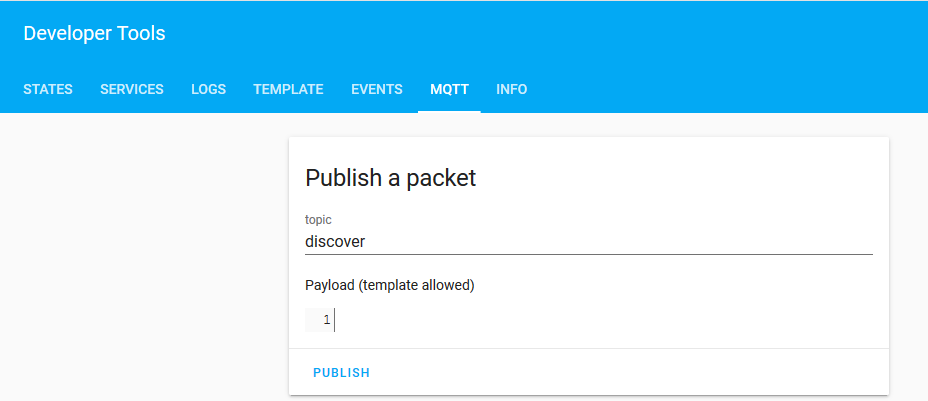 Developer Tools
STATES SERVICES LOGS TEMPLATE EVENTS MQTT INFO
Publish a packet
topic
discover
Payload (template allowed)
1
PUBLISH